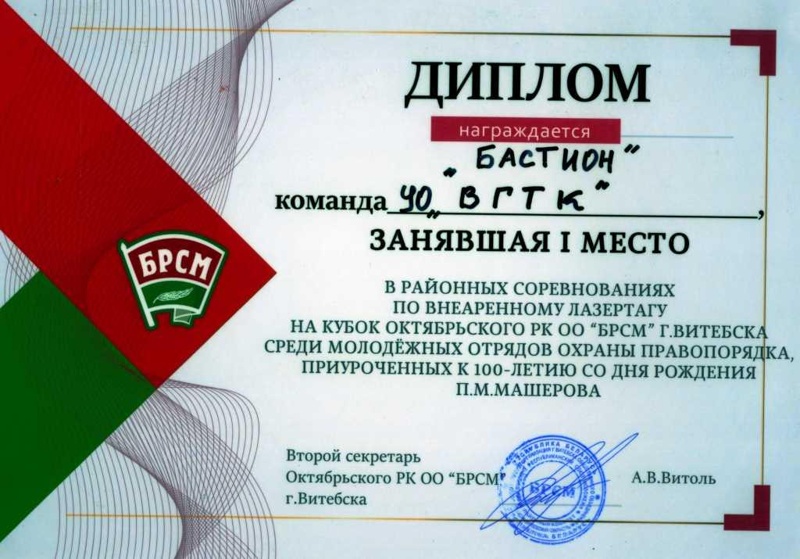 ДИПЛОМ
награждается
„БАСТИОН"
команда УО „ВГТК",
ЗАНЯВШАЯ I МЕСТО
БРСМ
В РАЙОННЫХ СОРЕВНОВАНИЯХ
ПО ВНЕАРЕННОМУ ЛАЗЕРТАГУ
НА КУБОК ОКТЯБРЬСКОГО РК ОО “БРСМ” Г.ВИТЕБСКА
СРЕДИ МОЛОДЁЖНЫХ ОТРЯДОВ ОХРАНЫ ПРАВОПОРЯДКА,
ПРИУРОЧЕННЫХ К 100-ЛЕТИЮ СО ДНЯ РОЖДЕНИЯ
П.М.МАШЕРОВА
Второй секретарь
Октябрьского РК ОО “БРСМ”
г.Витебска
БРСМ
А.В.Витоль